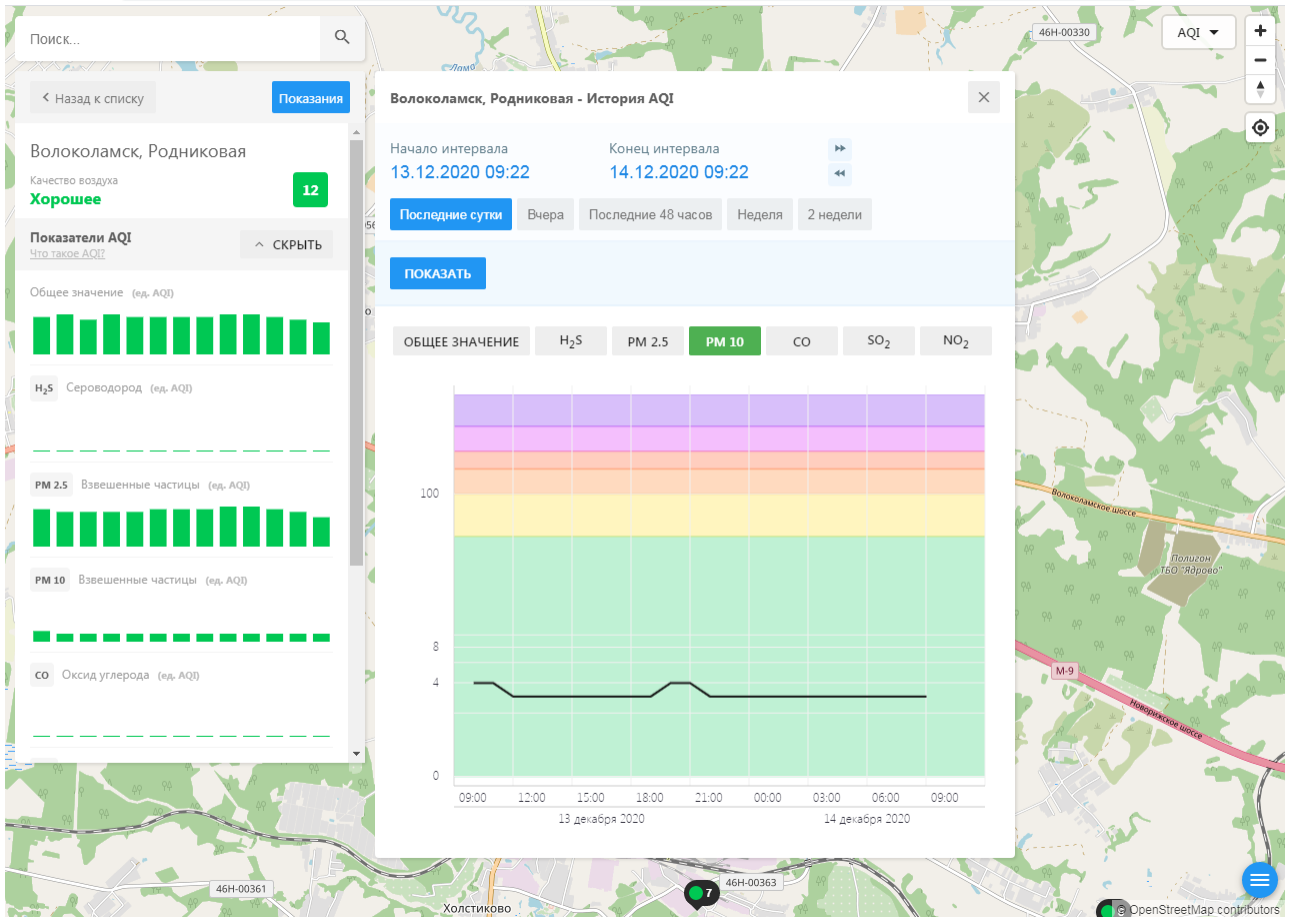 Поиск...
Назад к списку
Показания
Волоколамск, Родниковая
Качество воздуха
Хорошее
12
Показатели AQI
Что такое AQI?
СКРЫТЬ
Общее значение (ед. AQI)
H2S Сероводород (ед. AQI)
PM 2.5 Взвешенные частицы (ед. AQI)
PM 10 Взвешенные частицы (ед. AQI)
CO Оксид углерода (ед. AQI)
Волоколамск, Родниковая - История AQI
Начало интервала
13.12.2020 09:22
Конец интервала
14.12.2020 09:22
Последние сутки
Вчера
Последние 48 часов
Неделя
2 недели
ПОКАЗАТЬ
ОБЩЕЕ ЗНАЧЕНИЕ
H2S
PM 2.5
PM 10
CO
SO2
NO2
100
8
4
0
09:00 12:00 15:00 18:00 21:00 00:00 03:00 06:00 09:00
13 декабря 2020 14 декабря 2020
Ламо
46Н-00330
AQI
+
−
Волоколамское шоссе
Полигон
ТБО "Ядрово"
М-9
Новорижское шоссе
46Н-00361
46Н-00363
7
Холстиково
© OpenStreetMap contributors